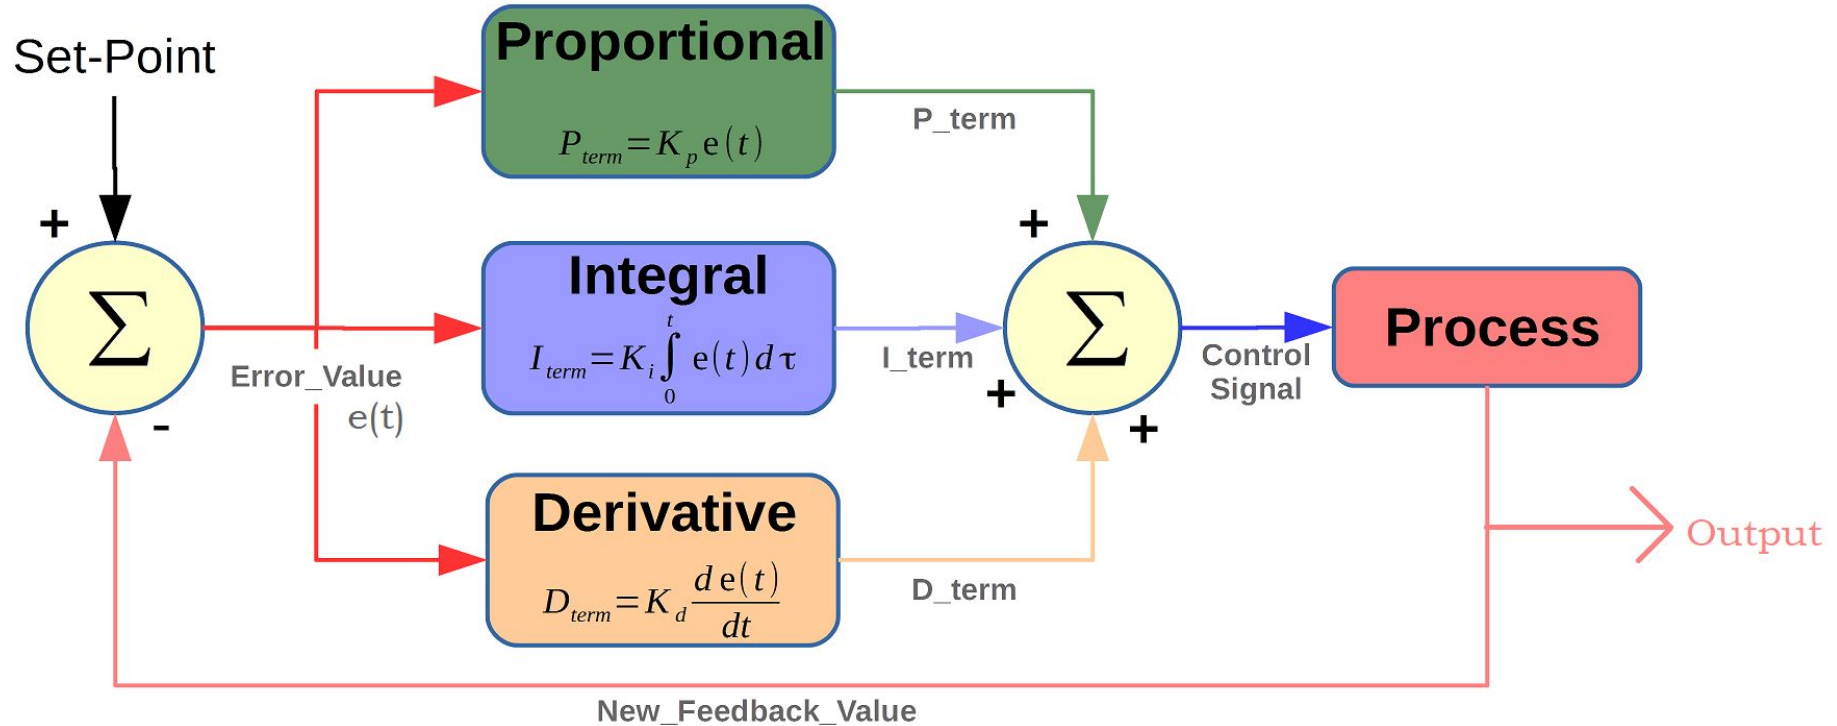 Set-Point
+
∑
-
Error_Value
e(t)
Proportional
P_term = K_p e(t)
P_term
Integral
I_term = K_i ∫_0^t e(t) dτ
I_term
Derivative
D_term = K_d d e(t) / dt
D_term
+
+
+
∑
Control
Signal
Process
Output
New_Feedback_Value